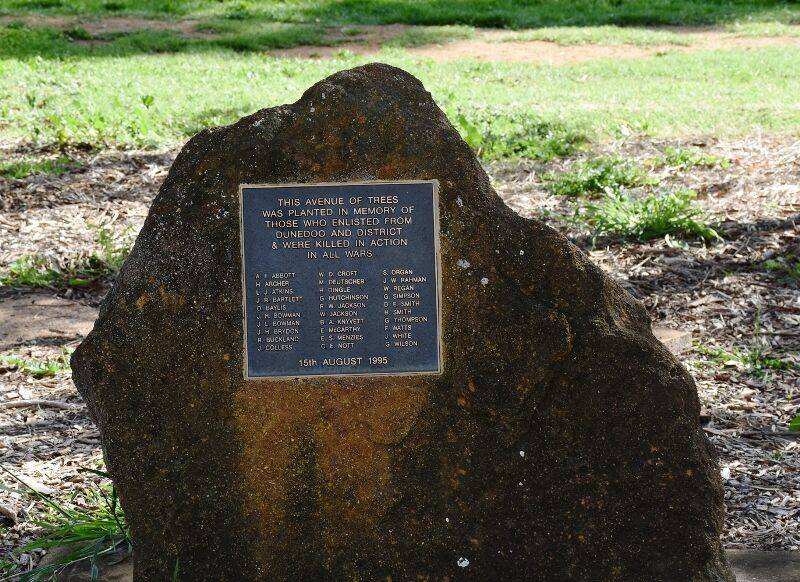 THIS AVENUE OF TREES
WAS PLANTED IN MEMORY OF
THOSE WHO ENLISTED FROM
DUNEDOO AND DISTRICT
& WERE KILLED IN ACTION
IN ALL WARS
A. F. ABBOTT
H. ARCHER
L. J. ATKINS
J. R. BARTLETT
D. BAYLIS
J. H. BOWMAN
J. L. BOWMAN
J. H. BRYDON
R. BUCKLAND
J. COLLESS
W. D. CROFT
M. DEUTSCHER
H. DINGLE
G. HUTCHINSON
R. W. JACKSON
W. JACKSON
B. A. KNYVETT
E. McCARTHY
E. S. MENZIES
C. E. NOTT
S. ORGAN
J. W. RAHMAN
W. REGAN
G. SIMPSON
D. B. SMITH
H. SMITH
G. THOMPSON
F. WATTS
J. WHITE
G. WILSON
15th AUGUST 1995